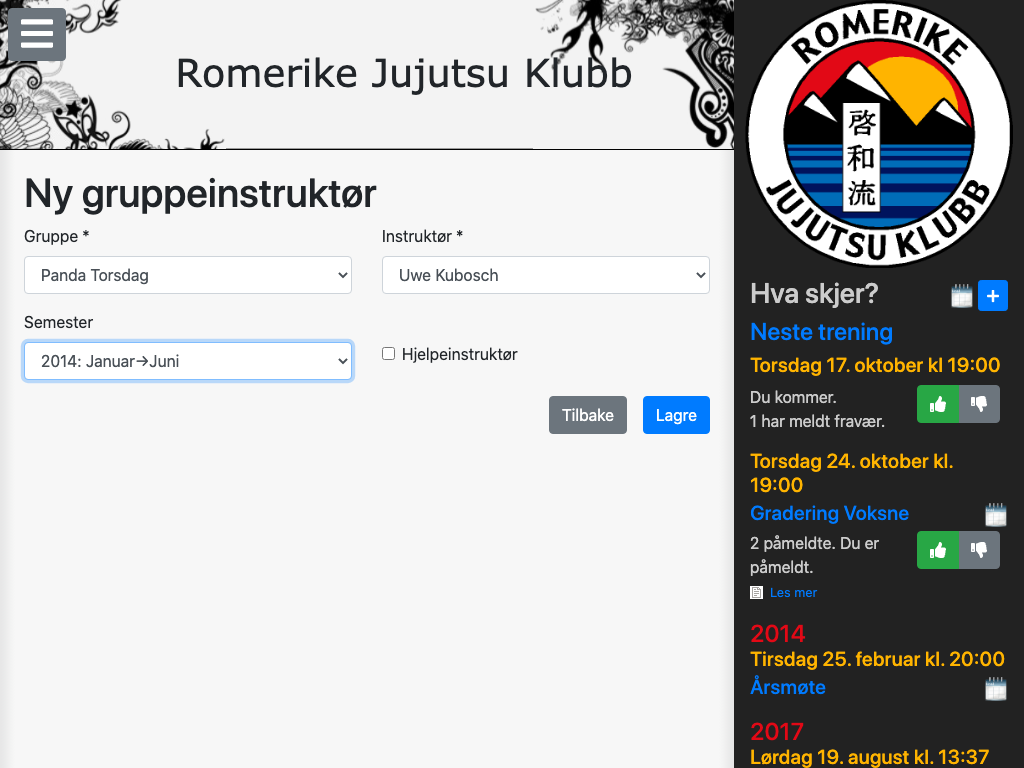 Romerike Jujutsu Klubb
Ny gruppeinstruktør
Gruppe *
Instruktør *
Panda Torsdag
Uwe Kubosch
Semester
2014: Januar→Juni
Hjelpeinstruktør
Tilbake
Lagre
ROMERIKE
啓和流
JUJUTSU KLUBB
Hva skjer?
+
Neste trening
Torsdag 17. oktober kl 19:00
Du kommer.
1 har meldt fravær.
Torsdag 24. oktober kl.
19:00
Gradering Voksne
2 påmeldte. Du er
påmeldt.
Les mer
2014
Tirsdag 25. februar kl. 20:00
Årsmøte
2017
Lørdag 19. august kl. 13:37